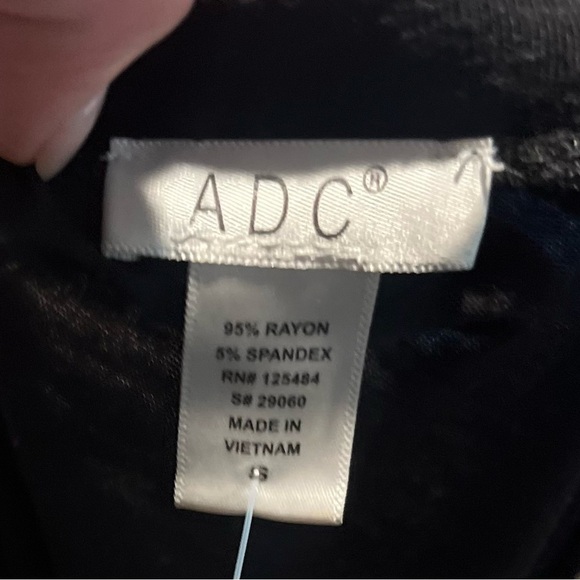 ADC®
95% RAYON
5% SPANDEX
RN# 125484
S# 29060
MADE IN
VIETNAM
S